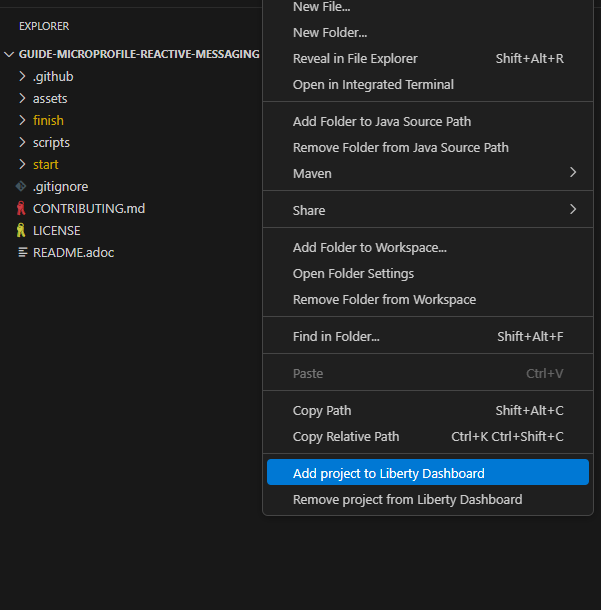 EXPLORER
GUIDE-MICROPROFILE-REACTIVE-MESSAGING
.github
assets
finish
scripts
start
.gitignore
CONTRIBUTING.md
LICENSE
README.adoc
New File...
New Folder...
Reveal in File Explorer Shift+Alt+R
Open in Integrated Terminal
Add Folder to Java Source Path
Remove Folder from Java Source Path
Maven
Share
Add Folder to Workspace...
Open Folder Settings
Remove Folder from Workspace
Find in Folder... Shift+Alt+F
Paste Ctrl+V
Copy Path Shift+Alt+C
Copy Relative Path Ctrl+K Ctrl+Shift+C
Add project to Liberty Dashboard
Remove project from Liberty Dashboard